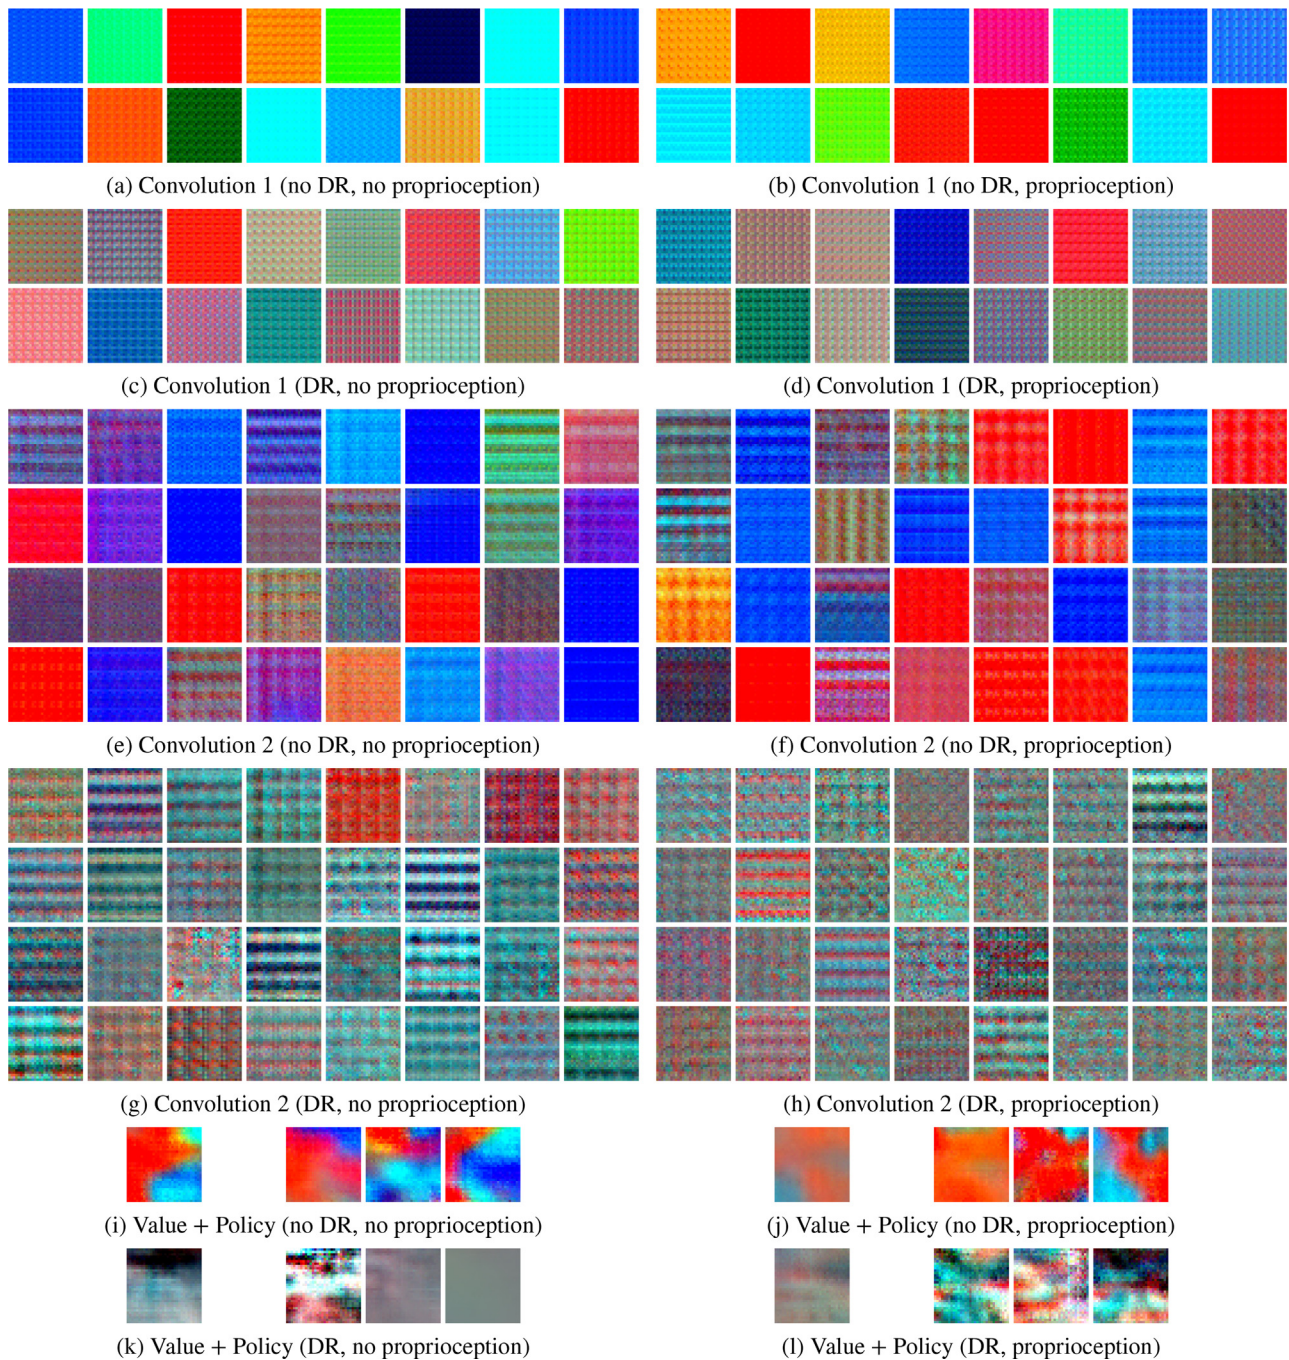 (a) Convolution 1 (no DR, no proprioception)
(b) Convolution 1 (no DR, proprioception)
(c) Convolution 1 (DR, no proprioception)
(d) Convolution 1 (DR, proprioception)
(e) Convolution 2 (no DR, no proprioception)
(f) Convolution 2 (no DR, proprioception)
(g) Convolution 2 (DR, no proprioception)
(h) Convolution 2 (DR, proprioception)
(i) Value + Policy (no DR, no proprioception)
(j) Value + Policy (no DR, proprioception)
(k) Value + Policy (DR, no proprioception)
(l) Value + Policy (DR, proprioception)